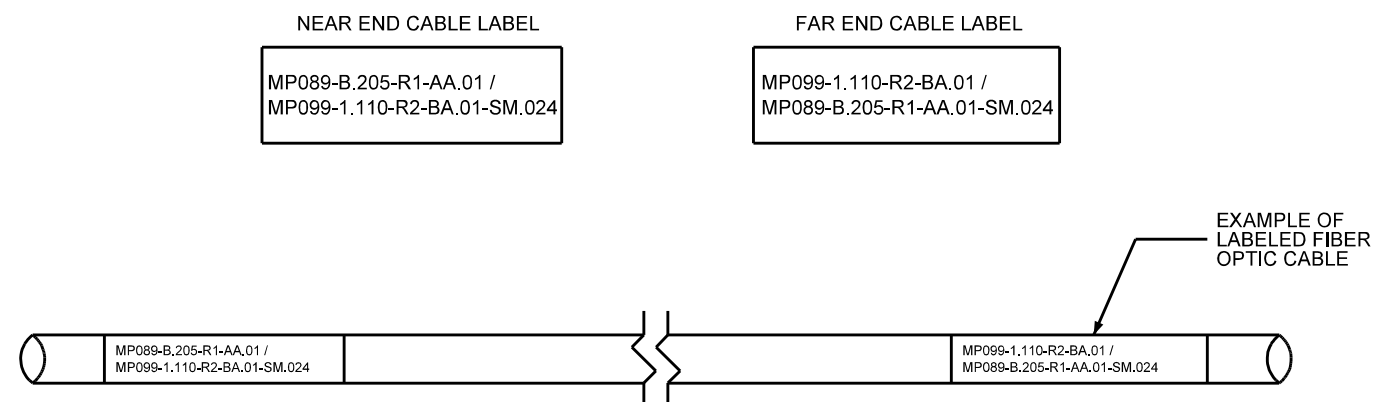 NEAR END CABLE LABEL
MP089-B.205-R1-AA.01 /
MP099-1.110-R2-BA.01-SM.024
FAR END CABLE LABEL
MP099-1.110-R2-BA.01 /
MP089-B.205-R1-AA.01-SM.024
EXAMPLE OF
LABELED FIBER
OPTIC CABLE
MP089-B.205-R1-AA.01 /
MP099-1.110-R2-BA.01-SM.024
MP099-1.110-R2-BA.01 /
MP089-B.205-R1-AA.01-SM.024